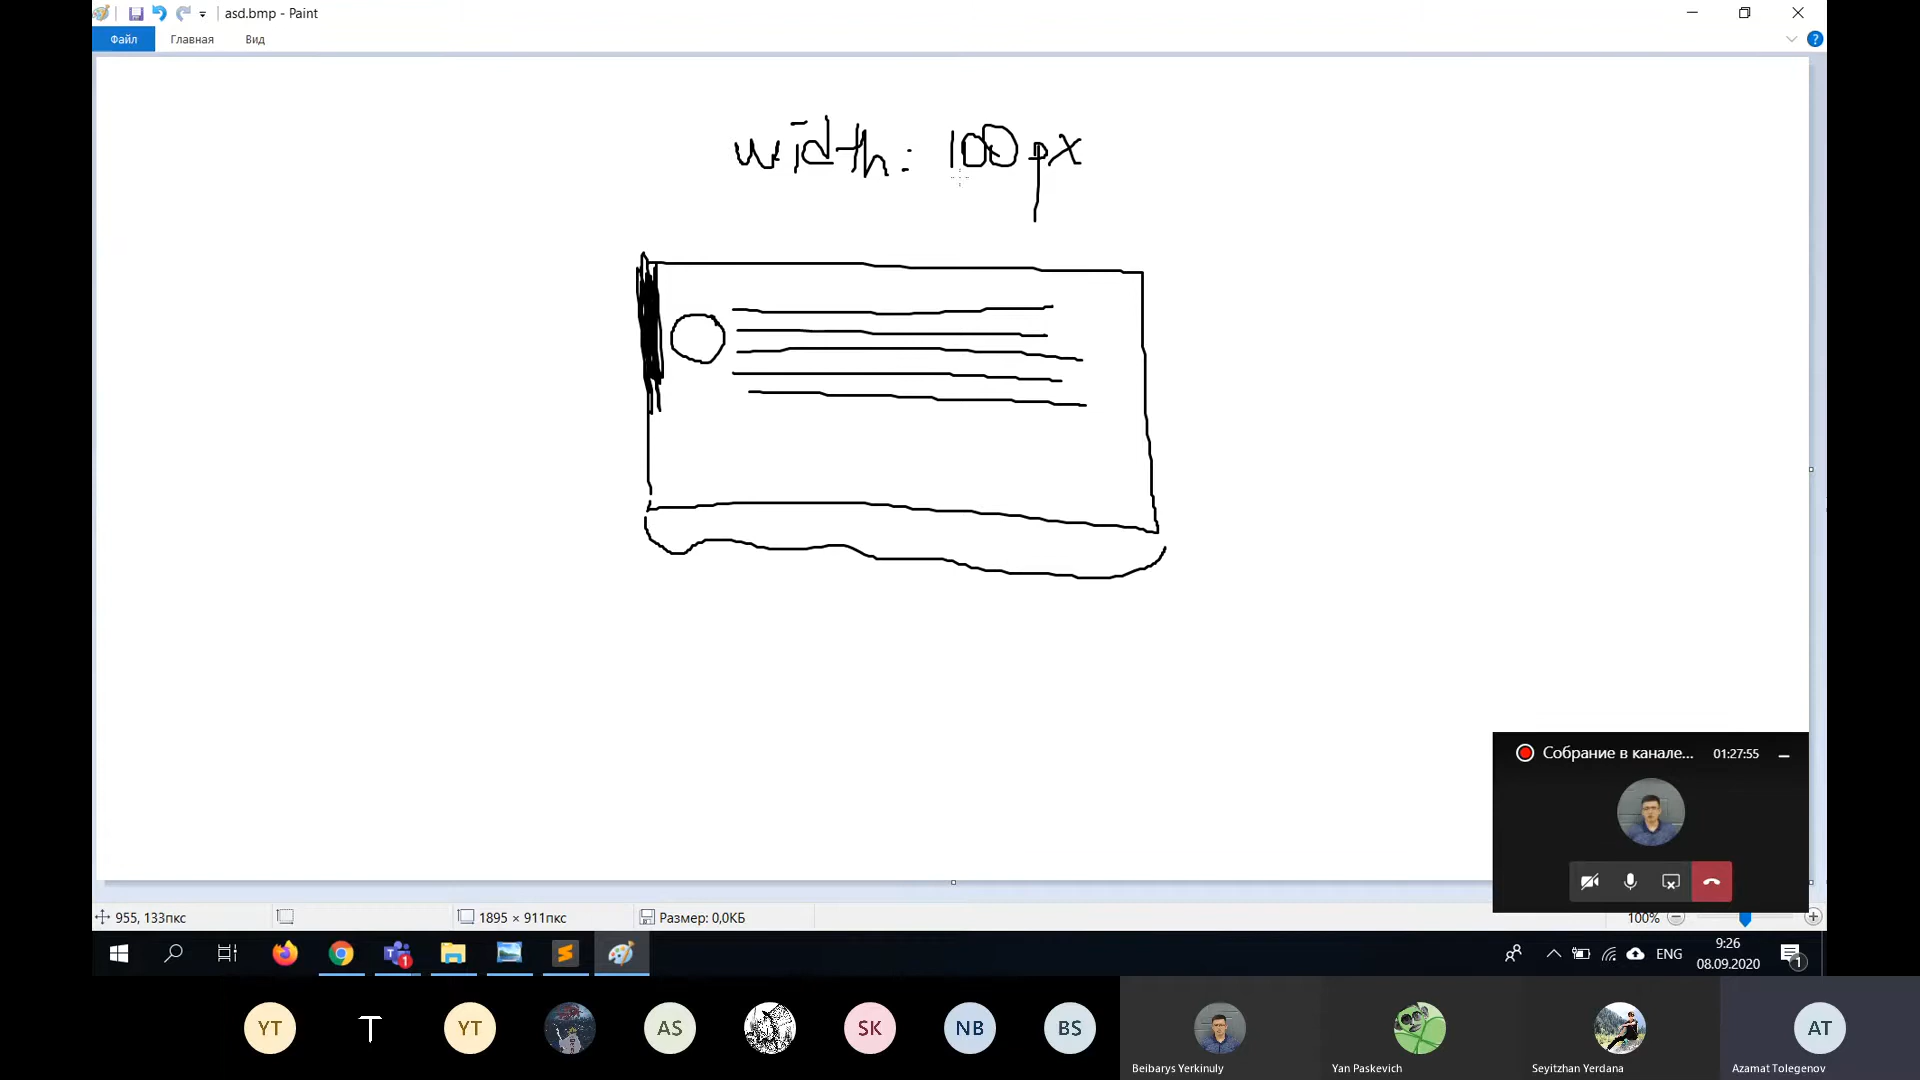 asd.bmp - Paint
Файл Главная Вид
width: 100px
Собрание в канале... 01:27:55
955, 133пкс
1895 × 911пкс
Размер: 0,0КБ
100%
ENG
9:26
08.09.2020
1
1
YT T YT AS SK NB BS AT
Beibarys Yerkinuly
Yan Paskevich
Seyitzhan Yerdana
Azamat Tolegenov